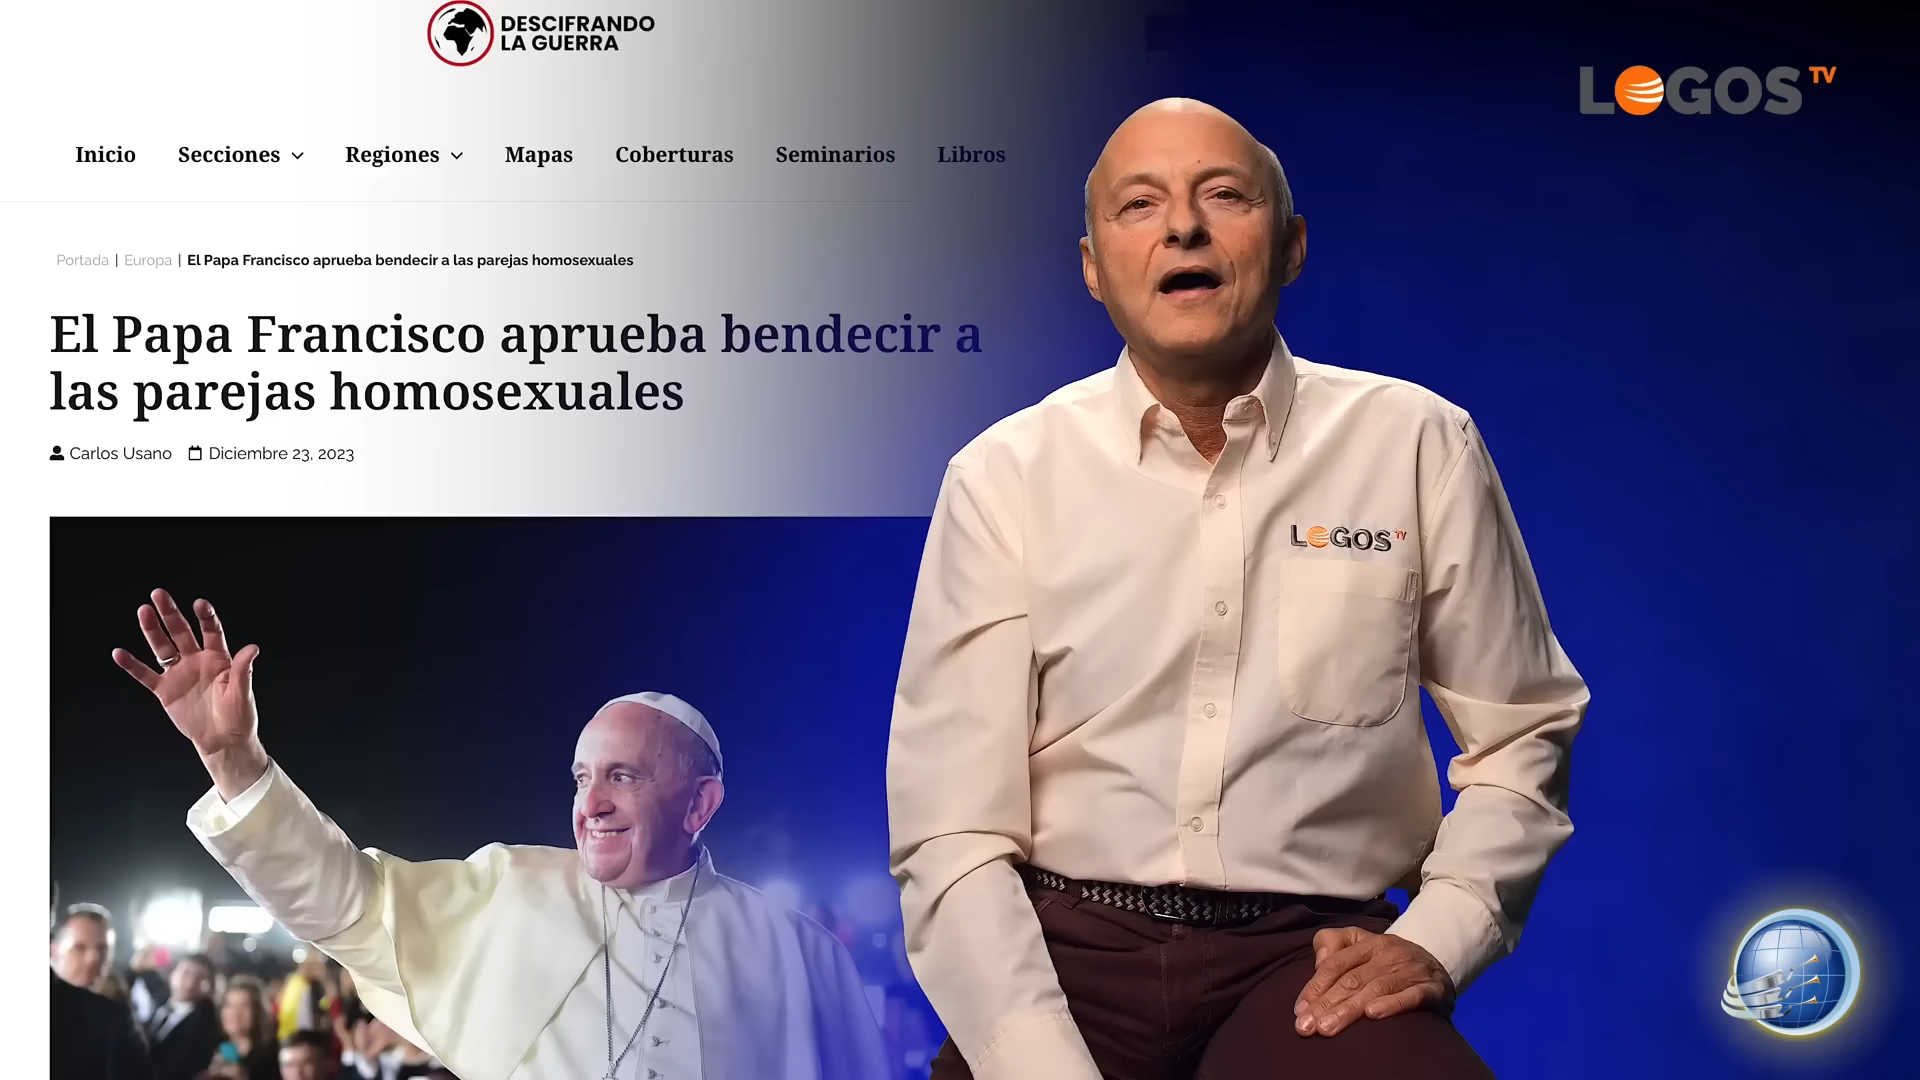 DESCIFRANDO
LA GUERRA
LOGOS TV
Inicio Secciones Regiones Mapas Coberturas Seminarios Libros
Portada | Europa | El Papa Francisco aprueba bendecir a las parejas homosexuales
El Papa Francisco aprueba bendecir a
las parejas homosexuales
Carlos Usano Diciembre 23, 2023
LOGOS TV